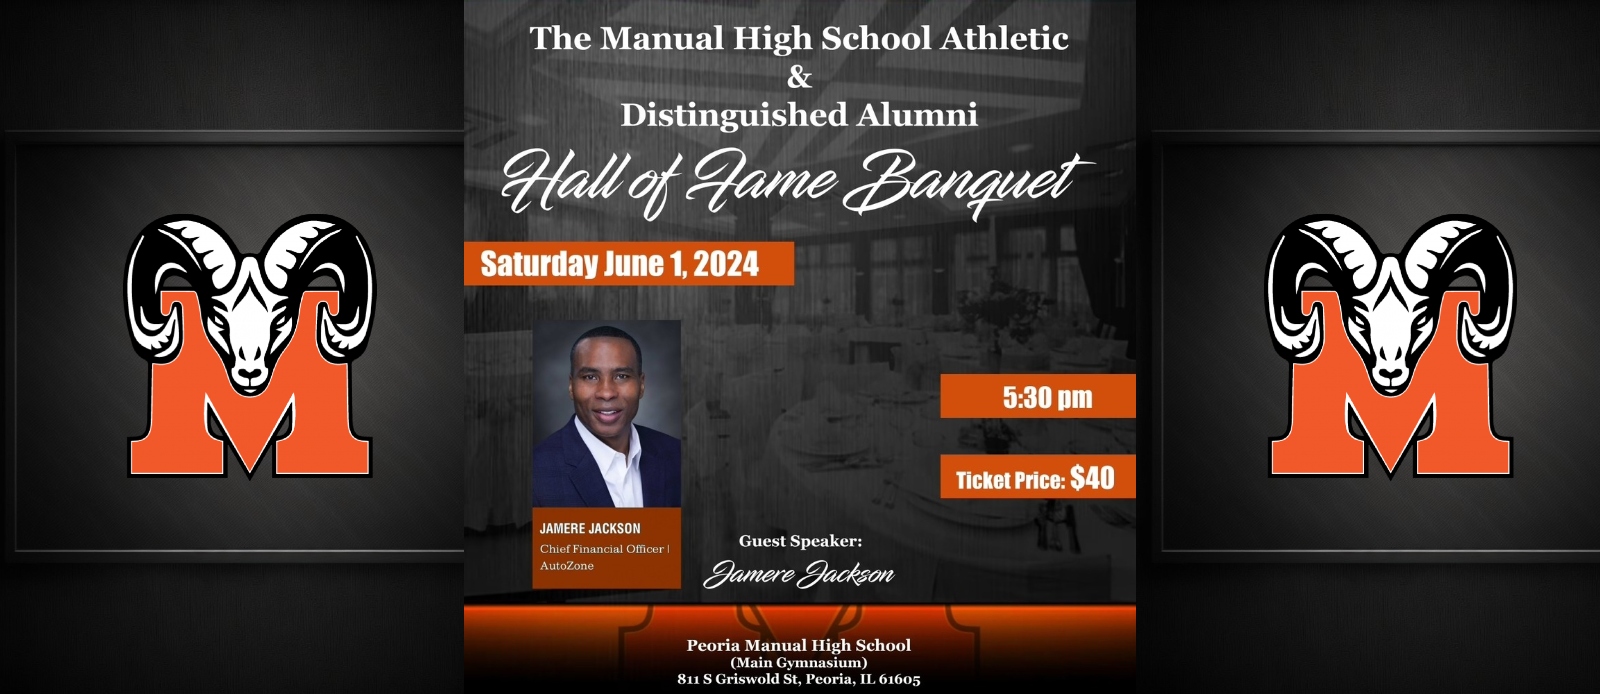 The Manual High School Athletic
&
Distinguished Alumni
Hall of Fame Banquet
Saturday June 1, 2024
5:30 pm
Ticket Price: $40
JAMERE JACKSON
Chief Financial Officer |
AutoZone
Guest Speaker:
Jamere Jackson
Peoria Manual High School
(Main Gymnasium)
811 S Griswold St, Peoria, IL 61605
M
M